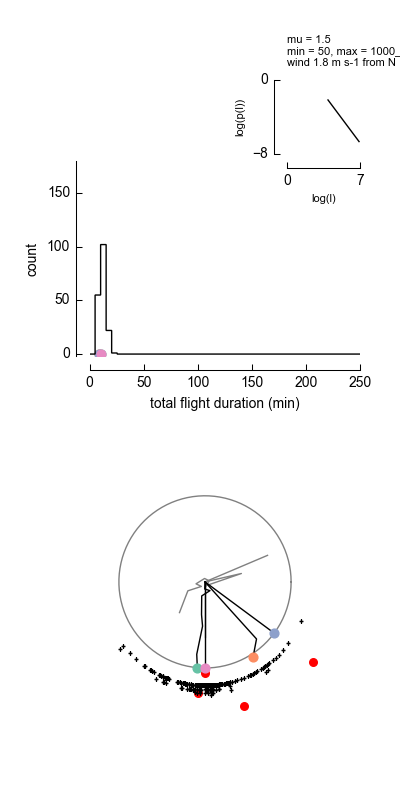 mu = 1.5
min = 50, max = 1000_
wind 1.8 m s-1 from N
0
log(p(l))
−8
0
7
log(l)
150
100
50
0
count
0
50
100
150
200
250
total flight duration (min)